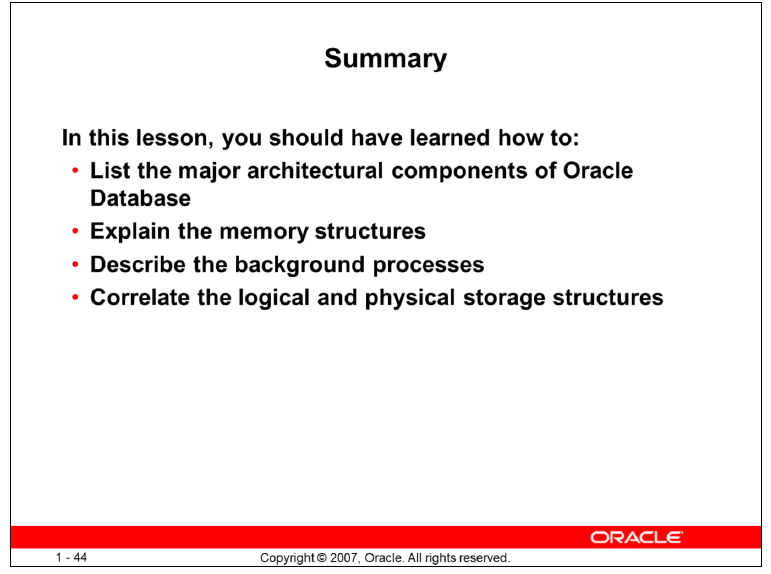 Summary
In this lesson, you should have learned how to:
• List the major architectural components of Oracle
Database
• Explain the memory structures
• Describe the background processes
• Correlate the logical and physical storage structures
ORACLE
1 - 44
Copyright © 2007, Oracle. All rights reserved.